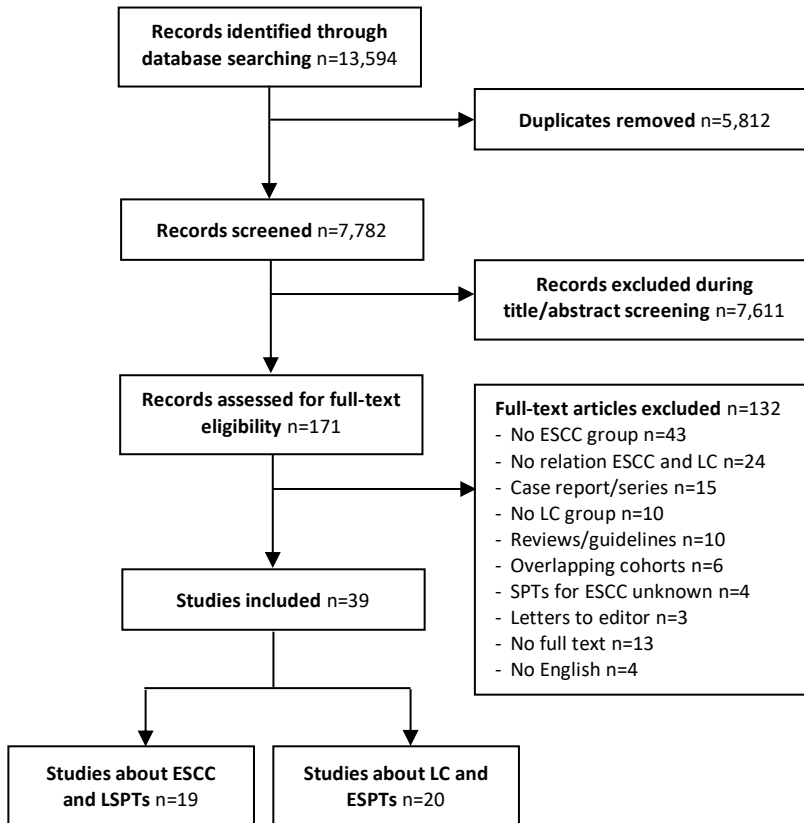 Records identified through
database searching n=13,594
Duplicates removed n=5,812
Records screened n=7,782
Records excluded during
title/abstract screening n=7,611
Records assessed for full-text
eligibility n=171
Full-text articles excluded n=132
- No ESCC group n=43
- No relation ESCC and LC n=24
- Case report/series n=15
- No LC group n=10
- Reviews/guidelines n=10
- Overlapping cohorts n=6
- SPTs for ESCC unknown n=4
- Letters to editor n=3
- No full text n=13
- No English n=4
Studies included n=39
Studies about ESCC
and LSPTs n=19
Studies about LC and
ESPTs n=20